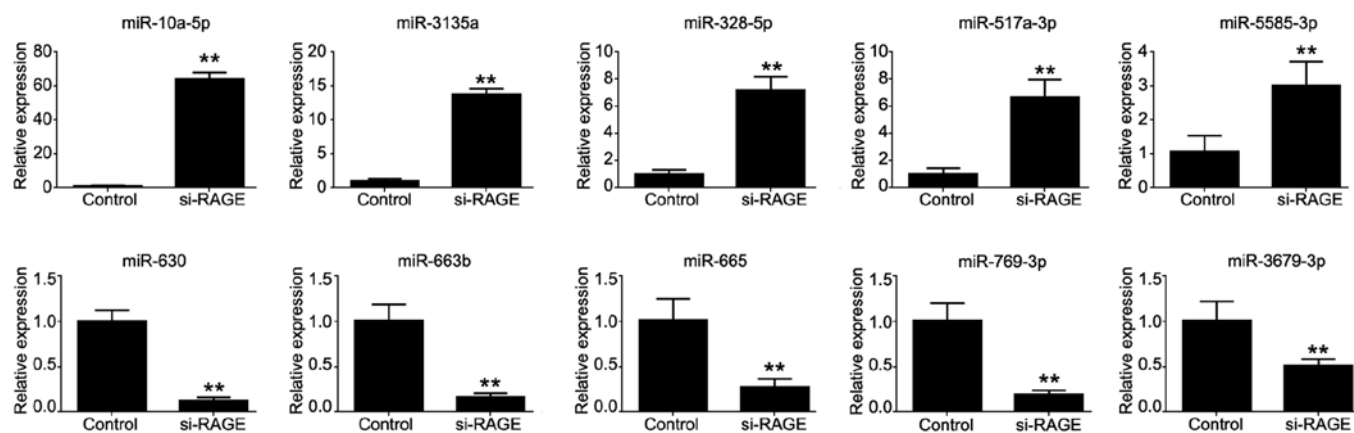 miR-10a-5p
Relative expression
80
60
40
20
0
**
Control si-RAGE
miR-3135a
Relative expression
20
15
10
5
0
**
Control si-RAGE
miR-328-5p
Relative expression
10
8
6
4
2
0
**
Control si-RAGE
miR-517a-3p
Relative expression
10
8
6
4
2
0
**
Control si-RAGE
miR-5585-3p
Relative expression
4
3
2
1
0
**
Control si-RAGE
miR-630
Relative expression
1.5
1.0
0.5
0.0
**
Control si-RAGE
miR-663b
Relative expression
1.5
1.0
0.5
0.0
**
Control si-RAGE
miR-665
Relative expression
1.5
1.0
0.5
0.0
**
Control si-RAGE
miR-769-3p
Relative expression
1.5
1.0
0.5
0.0
**
Control si-RAGE
miR-3679-3p
Relative expression
1.5
1.0
0.5
0.0
**
Control si-RAGE